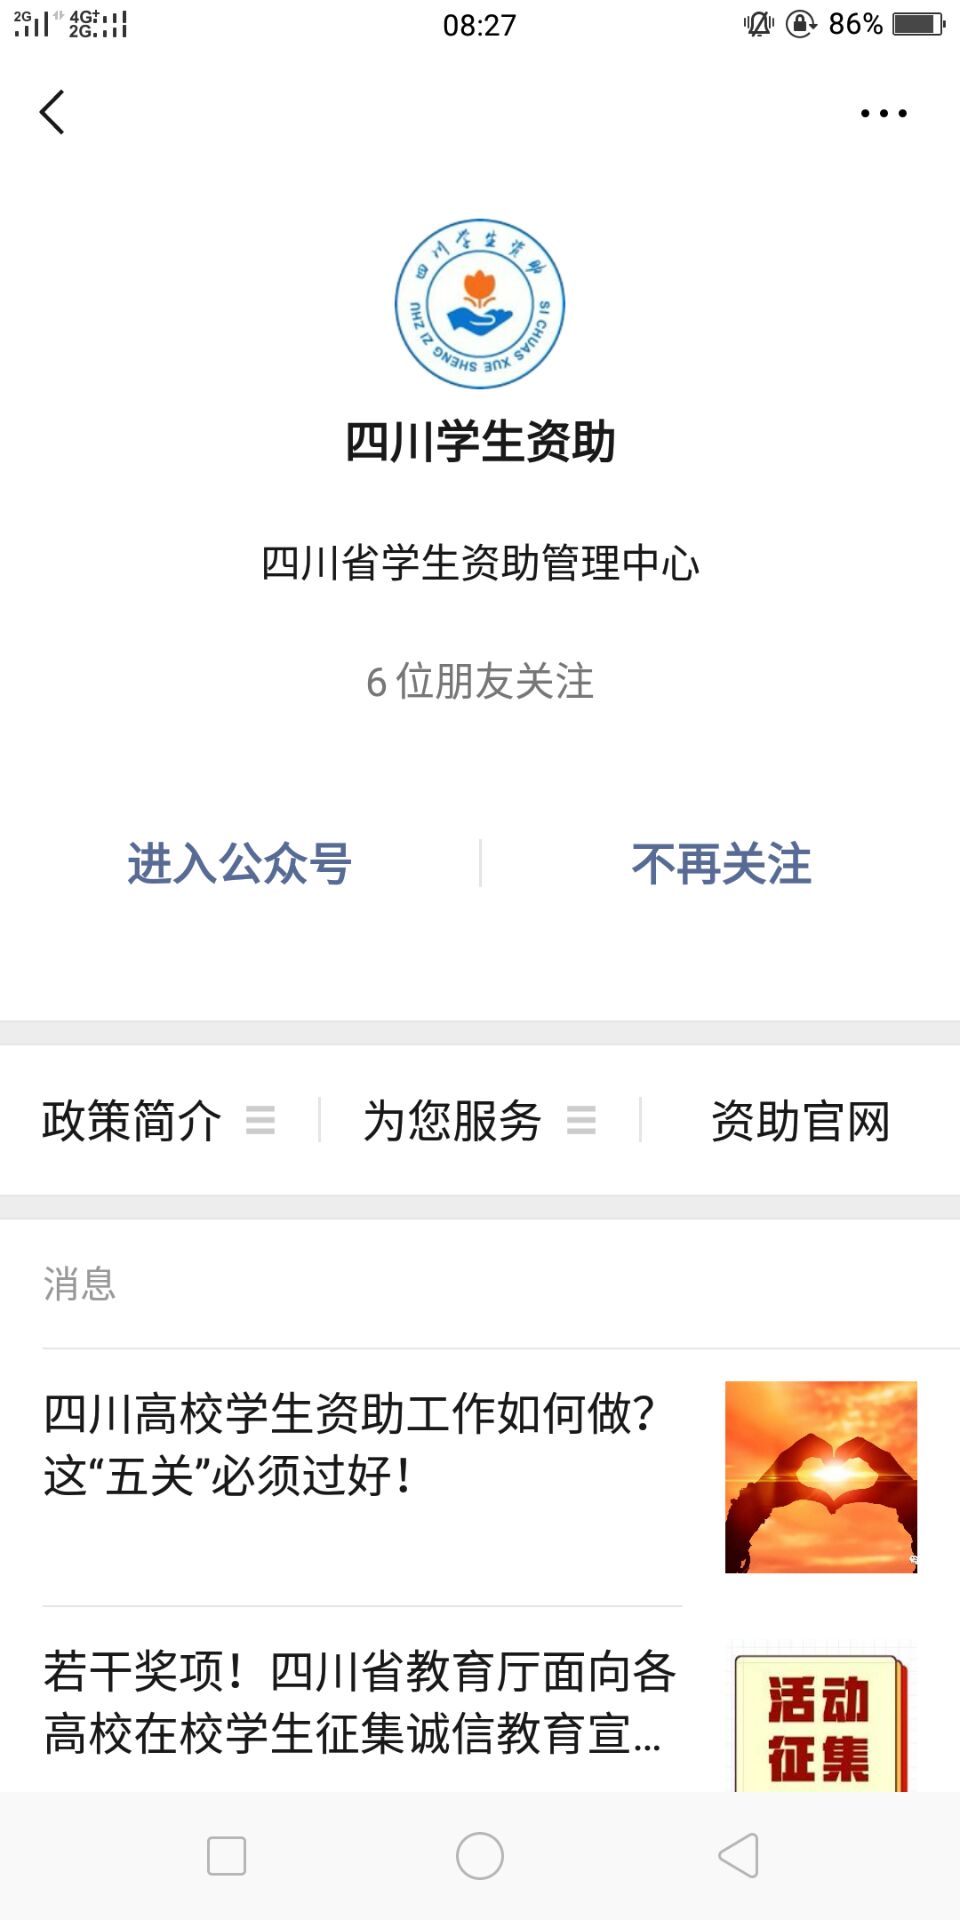 2G 4G+ 2G 08:27 86%
四川学生资助
SI CHUAS XUE SHENG ZI ZHU
四川学生资助
四川省学生资助管理中心
6 位朋友关注
进入公众号 不再关注
政策简介 为您服务 资助官网
消息
四川高校学生资助工作如何做?
这“五关”必须过好!
若干奖项!四川省教育厅面向各
高校在校学生征集诚信教育宣...
活动
征集